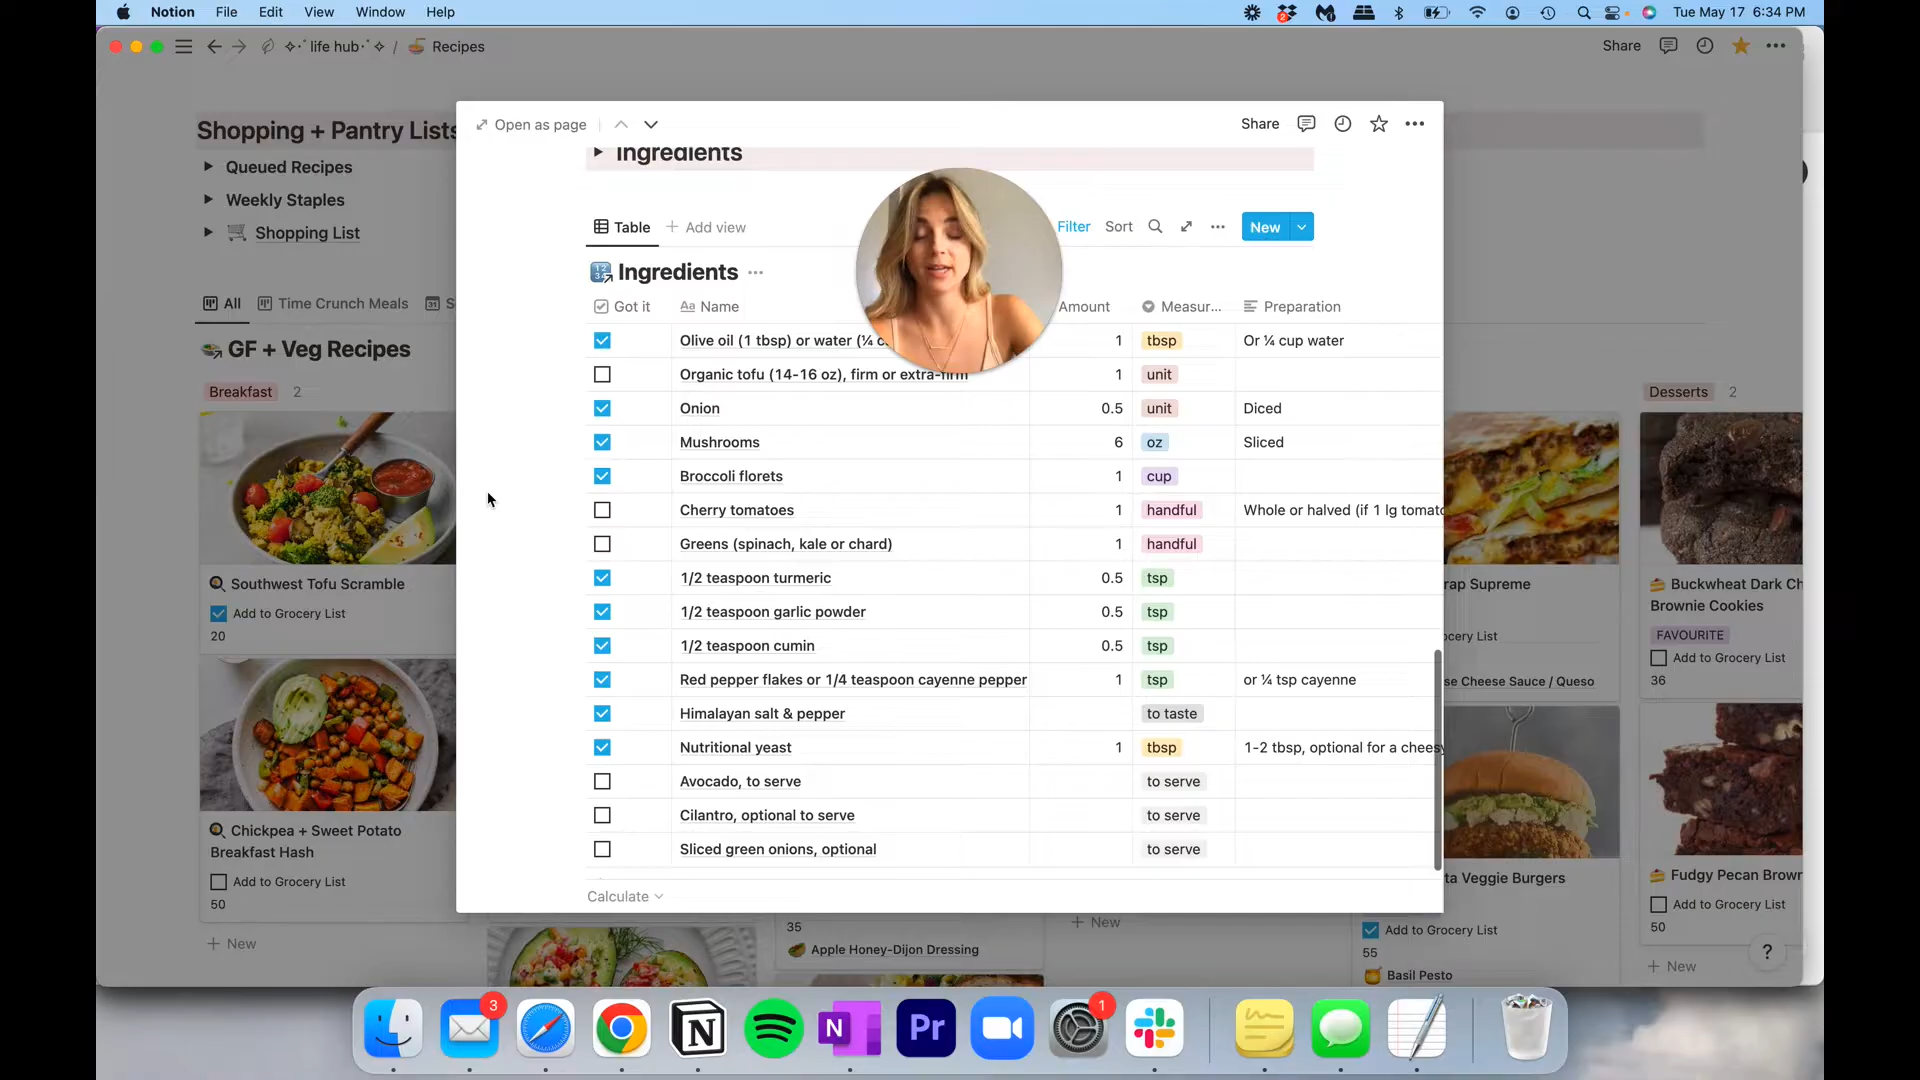 Notion File Edit View Window Help
2
Tue May 17 6:34 PM
life hub / Recipes
Share
Shopping + Pantry Lists
Queued Recipes
Weekly Staples
Shopping List
All Time Crunch Meals S
GF + Veg Recipes
Breakfast 2
Southwest Tofu Scramble
Add to Grocery List
20
Chickpea + Sweet Potato
Breakfast Hash
Add to Grocery List
50
+ New
Open as page
Share
Ingredients
Table + Add view
Filter Sort New
Ingredients
Got it Aa Name Amount Measur... Preparation
Olive oil (1 tbsp) or water (¼ c 1 tbsp Or ¼ cup water
Organic tofu (14-16 oz), firm or extra-firm 1 unit
Onion 0.5 unit Diced
Mushrooms 6 oz Sliced
Broccoli florets 1 cup
Cherry tomatoes 1 handful Whole or halved (if 1 lg tomato
Greens (spinach, kale or chard) 1 handful
1/2 teaspoon turmeric 0.5 tsp
1/2 teaspoon garlic powder 0.5 tsp
1/2 teaspoon cumin 0.5 tsp
Red pepper flakes or 1/4 teaspoon cayenne pepper 1 tsp or ¼ tsp cayenne
Himalayan salt & pepper to taste
Nutritional yeast 1 tbsp 1-2 tbsp, optional for a cheesy
Avocado, to serve to serve
Cilantro, optional to serve to serve
Sliced green onions, optional to serve
Calculate
35
Apple Honey-Dijon Dressing
+ New
rap Supreme
ocery List
se Cheese Sauce / Queso
ta Veggie Burgers
Add to Grocery List
55
Basil Pesto
Desserts 2
Buckwheat Dark Ch
Brownie Cookies
FAVOURITE
Add to Grocery List
36
Fudgy Pecan Brown
Add to Grocery List
50
+ New
?
3
N
N
Pr
1